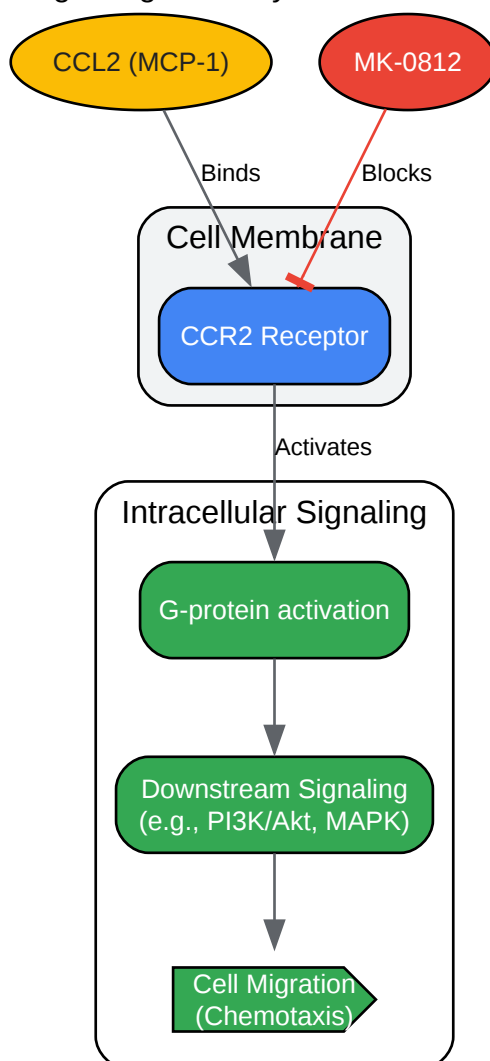 CCL2 (MCP-1)
MK-0812
Binds
Blocks
Cell Membrane
CCR2 Receptor
Activates
Intracellular Signaling
G-protein activation
Downstream Signaling
(e.g., PI3K/Akt, MAPK)
Cell Migration
(Chemotaxis)